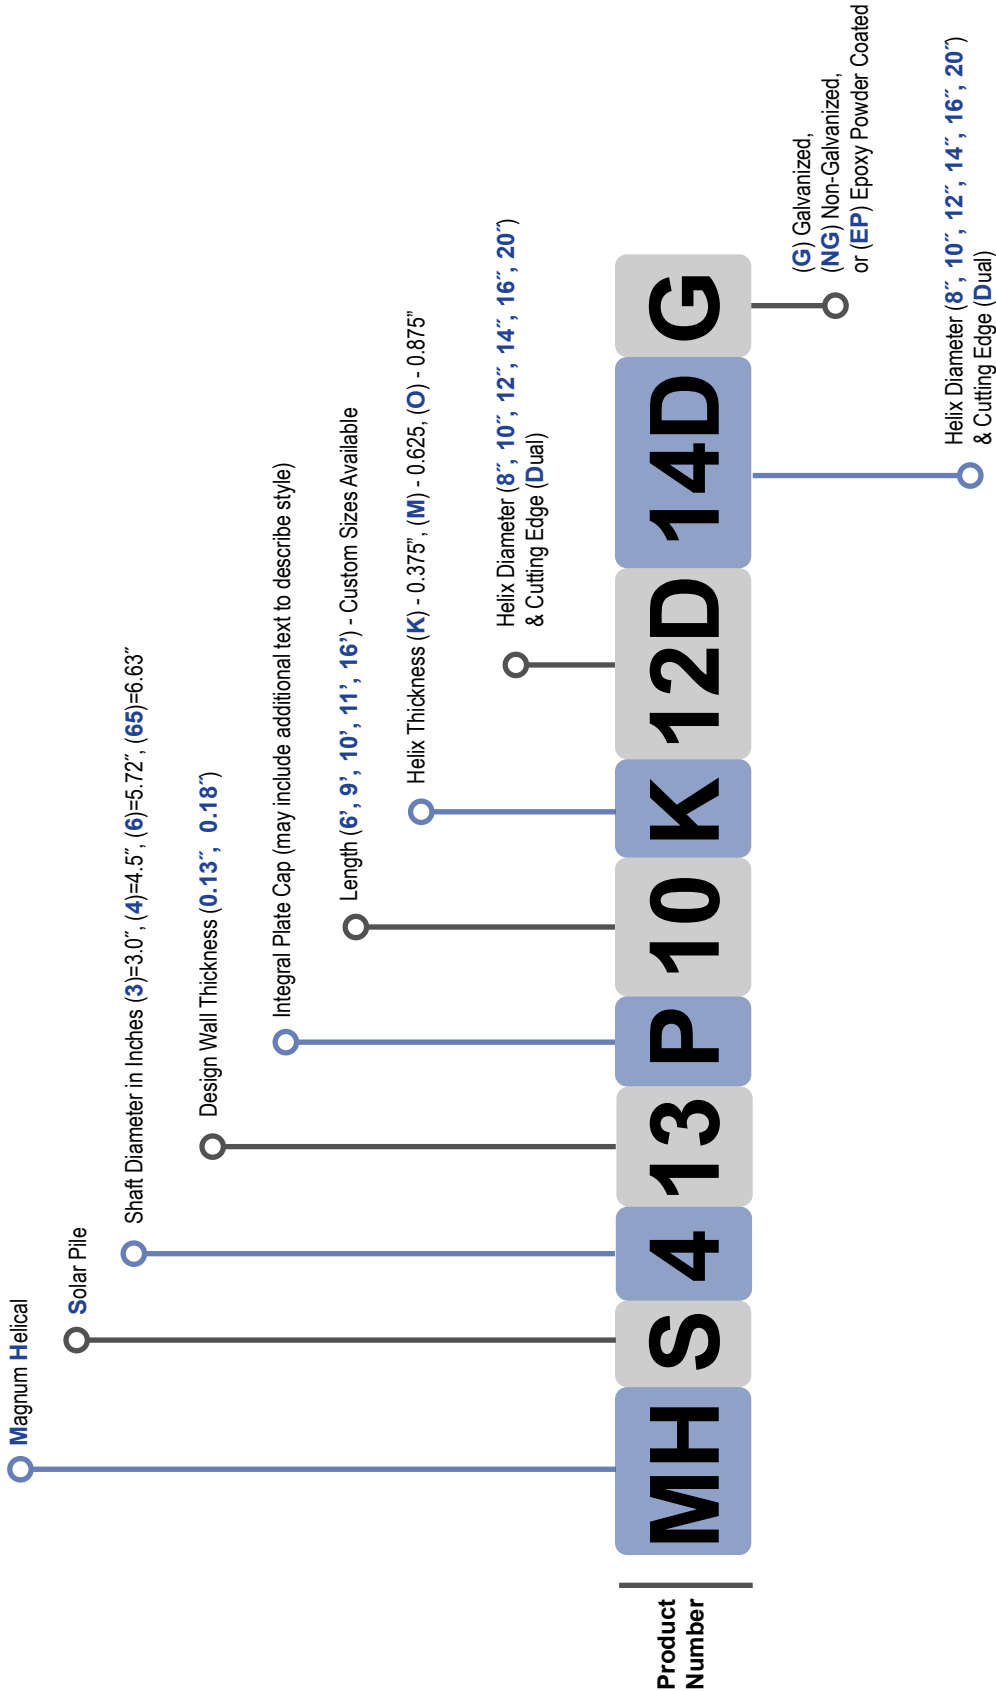 Magnum Helical
Solar Pile
Shaft Diameter in Inches (3)=3.0˝, (4)=4.5˝, (6)=5.72˝, (65)=6.63˝
Design Wall Thickness (0.13˝, 0.18˝)
Integral Plate Cap (may include additional text to describe style)
Length (6’, 9’, 10’, 11’, 16’) - Custom Sizes Available
Helix Thickness (K) - 0.375”, (M) - 0.625, (O) - 0.875”
Helix Diameter (8˝, 10˝, 12˝, 14˝, 16˝, 20˝)
& Cutting Edge (Dual)
Product
Number
MH S 4 13 P 10 K 12D 14D G
(G) Galvanized,
(NG) Non-Galvanized,
or (EP) Epoxy Powder Coated
Helix Diameter (8˝, 10˝, 12˝, 14˝, 16˝, 20˝)
& Cutting Edge (Dual)